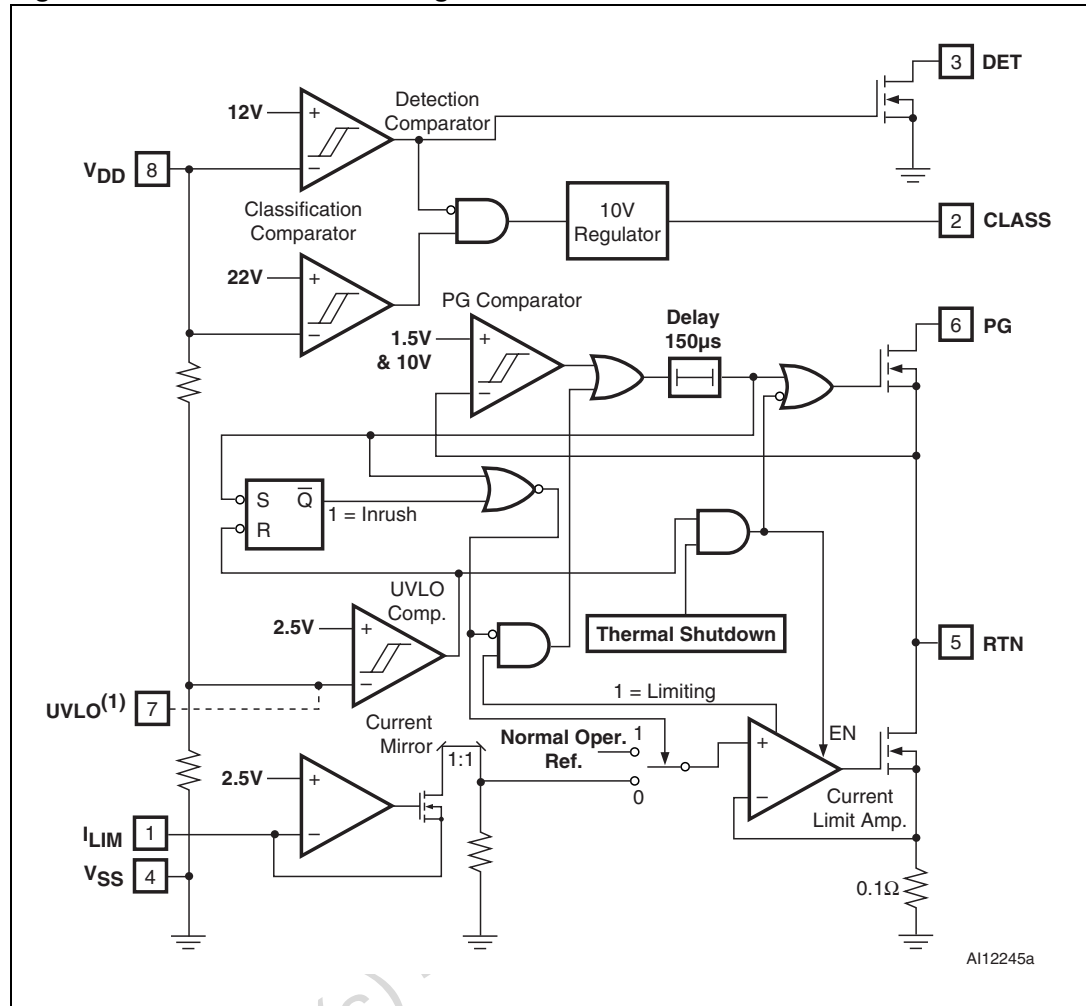 3 DET
12V
+
−
Detection
Comparator
VDD 8
Classification
Comparator
10V
Regulator
2 CLASS
22V
+
−
PG Comparator
1.5V
& 10V
+
−
Delay
150µs
6 PG
S Q̅
R
1 = Inrush
UVLO
Comp.
2.5V
+
−
Thermal Shutdown
5 RTN
UVLO(1) 7
1 = Limiting
Current
Mirror
1:1
Normal Oper.
Ref.
1
0
+
−
EN
Current
Limit Amp.
2.5V
+
−
ILIM 1
VSS 4
0.1Ω
AI12245a